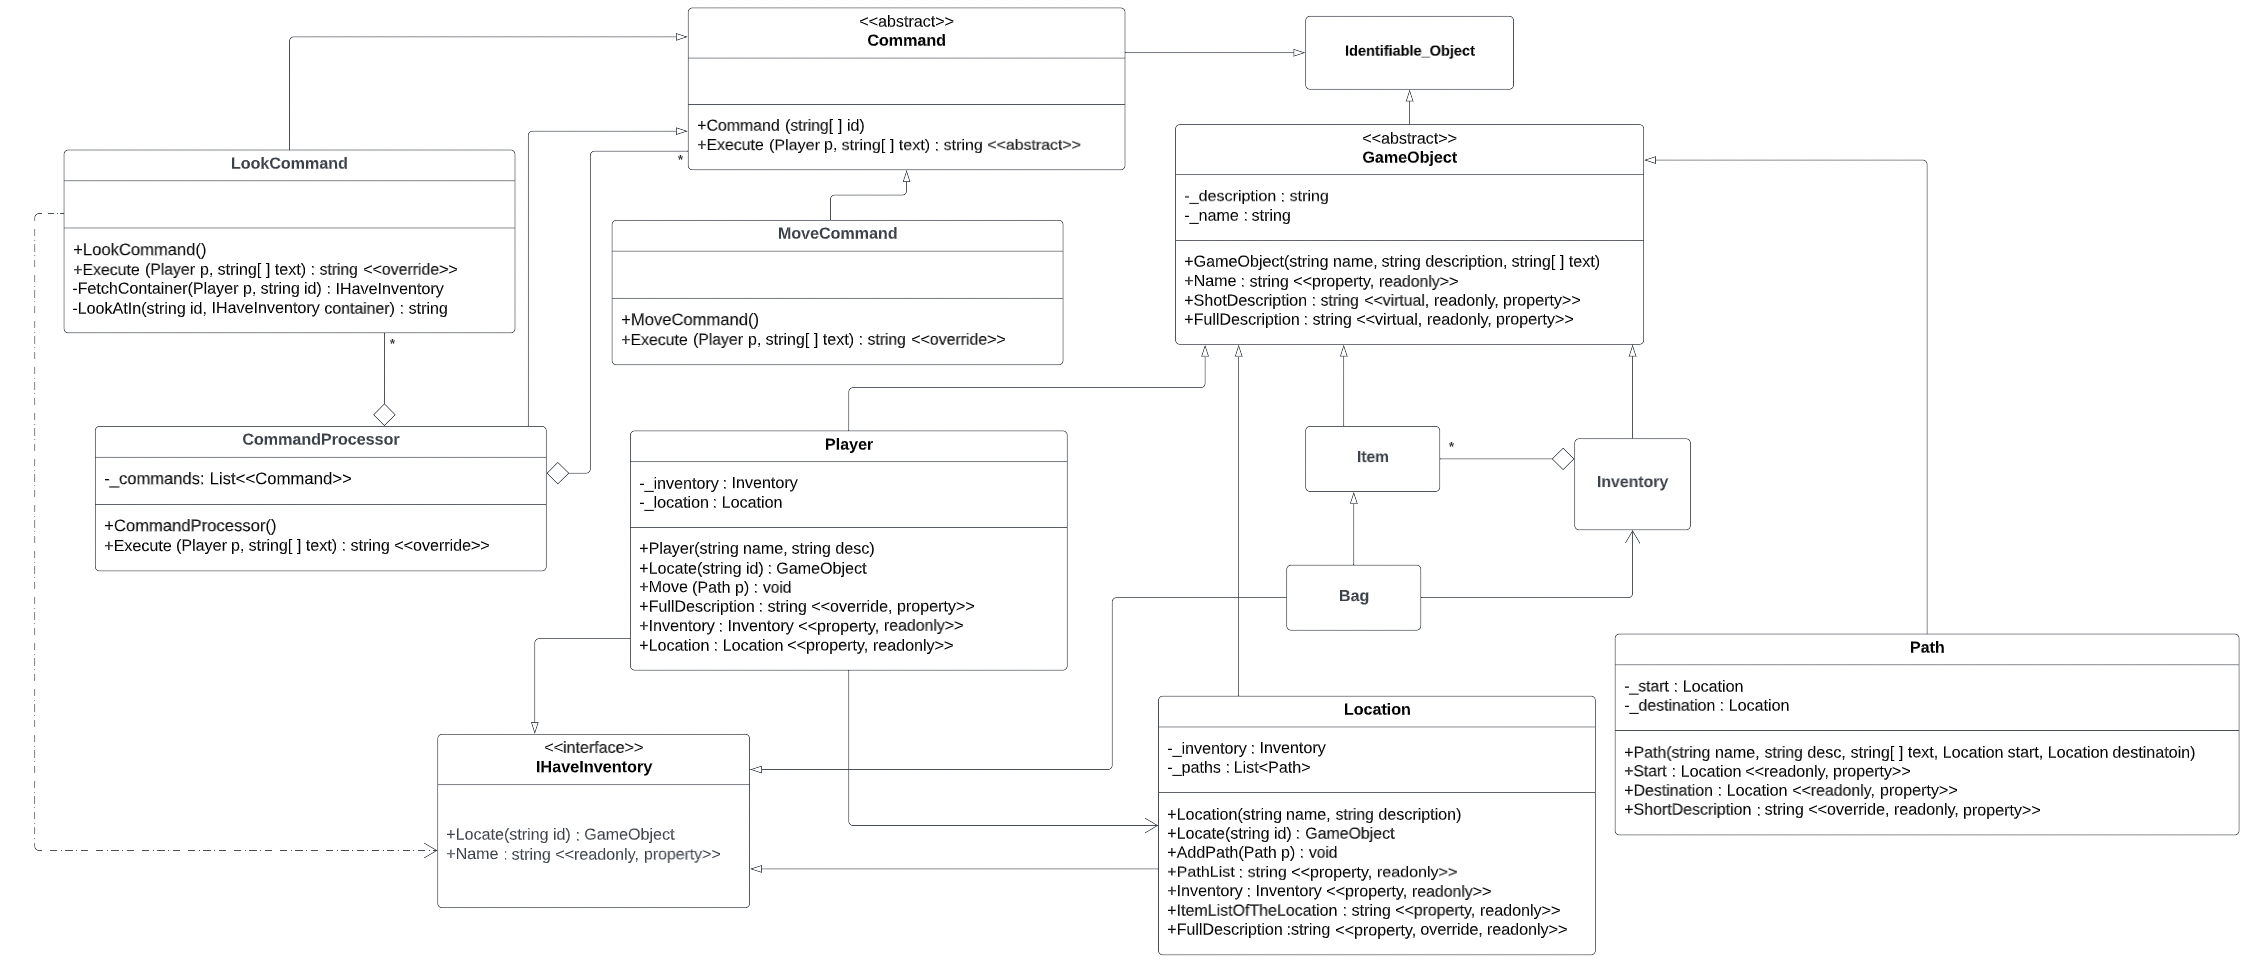 <<abstract>>
Command
+Command (string[ ] id)
+Execute (Player p, string[ ] text) : string <<abstract>>
*
Identifiable_Object
<<abstract>>
GameObject
-_description : string
-_name : string
+GameObject(string name, string description, string[ ] text)
+Name : string <<property, readonly>>
+ShotDescription : string <<virtual, readonly, property>>
+FullDescription : string <<virtual, readonly, property>>
LookCommand
+LookCommand()
+Execute (Player p, string[ ] text) : string <<override>>
-FetchContainer(Player p, string id) : IHaveInventory
-LookAtIn(string id, IHaveInventory container) : string
*
MoveCommand
+MoveCommand()
+Execute (Player p, string[ ] text) : string <<override>>
CommandProcessor
-_commands: List<<Command>>
+CommandProcessor()
+Execute (Player p, string[ ] text) : string <<override>>
Player
-_inventory : Inventory
-_location : Location
+Player(string name, string desc)
+Locate(string id) : GameObject
+Move (Path p) : void
+FullDescription : string <<override, property>>
+Inventory : Inventory <<property, readonly>>
+Location : Location <<property, readonly>>
Item
*
Inventory
Bag
<<interface>>
IHaveInventory
+Locate(string id) : GameObject
+Name : string <<readonly, property>>
Location
-_inventory : Inventory
-_paths : List<Path>
+Location(string name, string description)
+Locate(string id) : GameObject
+AddPath(Path p) : void
+PathList : string <<property, readonly>>
+Inventory : Inventory <<property, readonly>>
+ItemListOfTheLocation : string <<property, readonly>>
+FullDescription :string <<property, override, readonly>>
Path
-_start : Location
-_destination : Location
+Path(string name, string desc, string[ ] text, Location start, Location destinatoin)
+Start : Location <<readonly, property>>
+Destination : Location <<readonly, property>>
+ShortDescription : string <<override, readonly, property>>